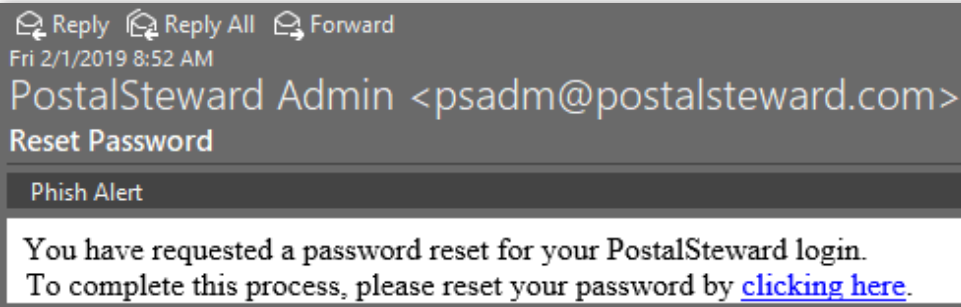 Reply Reply All Forward
Fri 2/1/2019 8:52 AM
PostalSteward Admin <psadm@postalsteward.com>
Reset Password
Phish Alert
You have requested a password reset for your PostalSteward login.
To complete this process, please reset your password by clicking here.